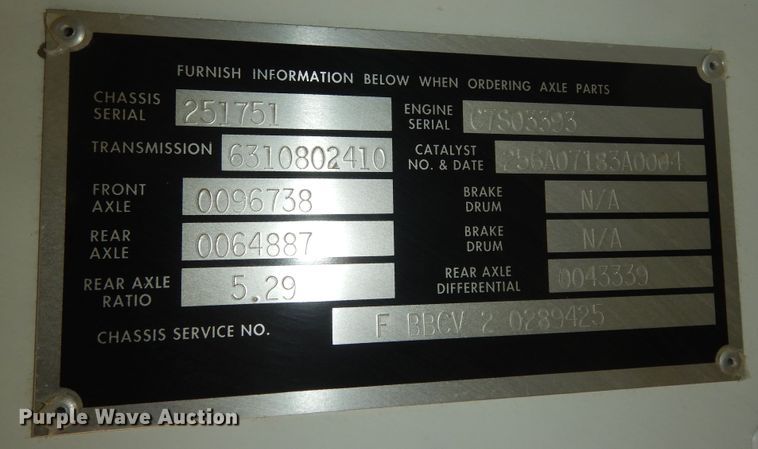 FURNISH INFORMATION BELOW WHEN ORDERING AXLE PARTS
CHASSIS SERIAL 251751
ENGINE SERIAL C7S03393
TRANSMISSION 6310802410
CATALYST NO. & DATE 256A07183A0004
FRONT AXLE 0096738
BRAKE DRUM N/A
REAR AXLE 0064887
BRAKE DRUM N/A
REAR AXLE RATIO 5.29
REAR AXLE DIFFERENTIAL 0043339
CHASSIS SERVICE NO. F BBCV 2 0289425
Purple Wave Auction